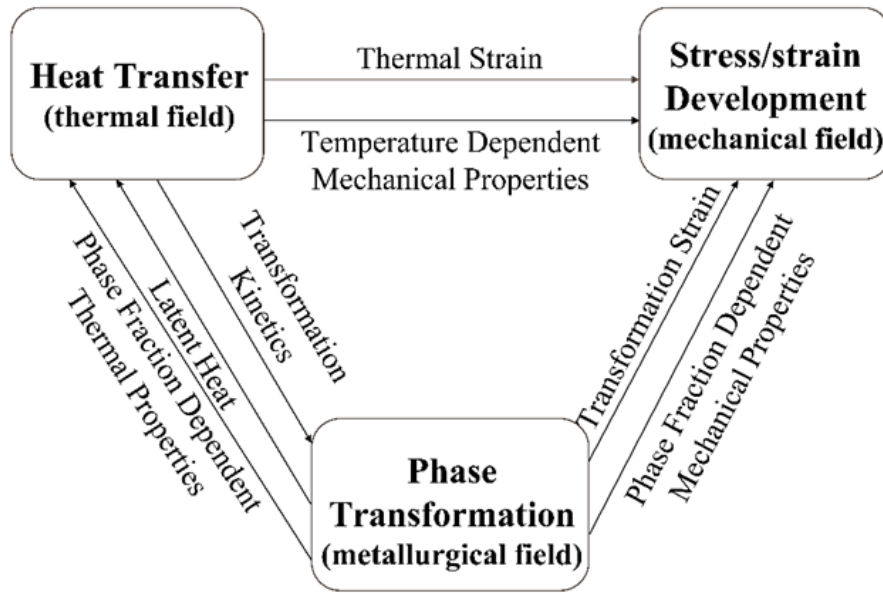 Heat Transfer
(thermal field)
Thermal Strain
Temperature Dependent
Mechanical Properties
Stress/strain
Development
(mechanical field)
Phase Fraction Dependent
Thermal Properties
Latent Heat
Transformation
Kinetics
Transformation Strain
Phase Fraction Dependent
Mechanical Properties
Phase
Transformation
(metallurgical field)